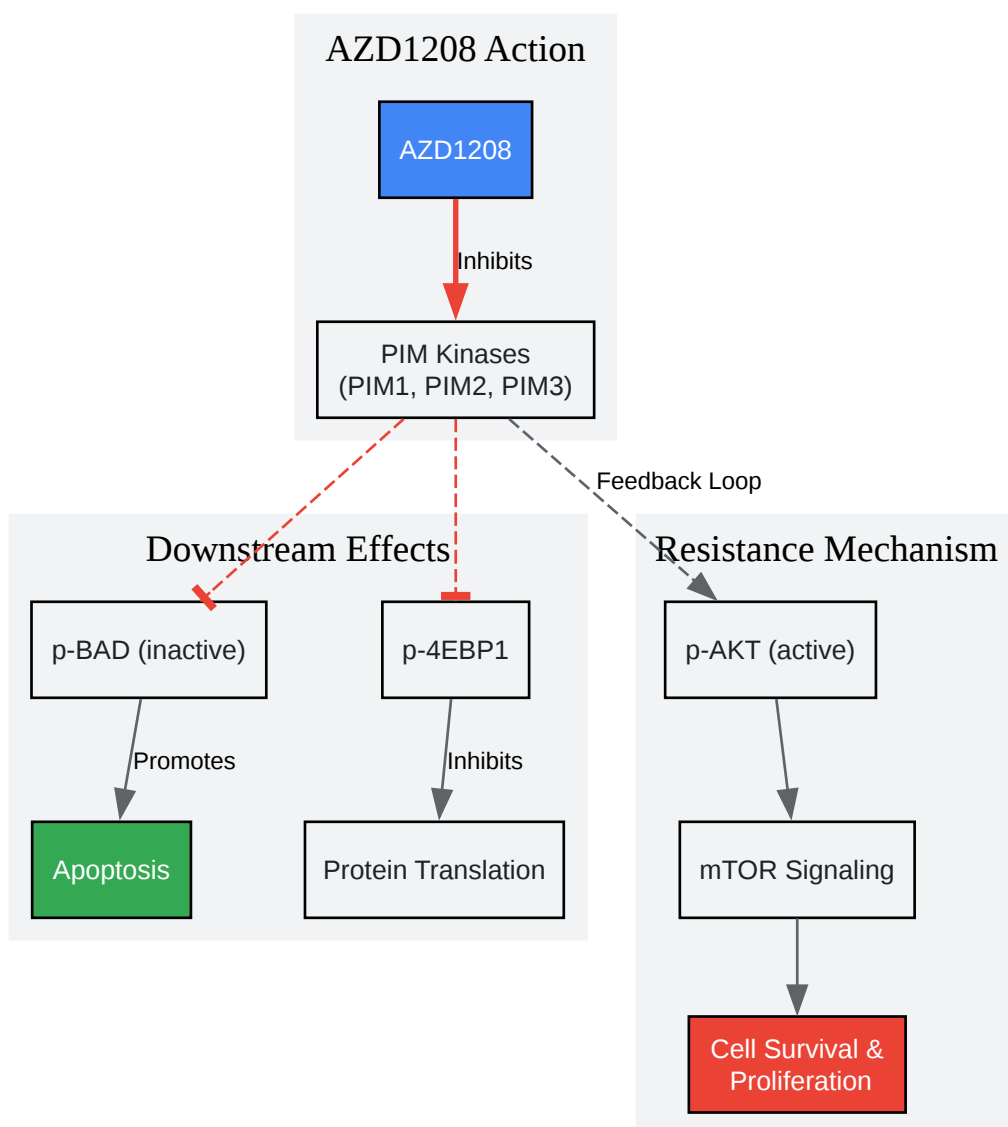 AZD1208 Action
AZD1208
Inhibits
PIM Kinases
(PIM1, PIM2, PIM3)
Feedback Loop
Downstream Effects
Resistance Mechanism
p-BAD (inactive)
p-4EBP1
p-AKT (active)
Promotes
Inhibits
Apoptosis
Protein Translation
mTOR Signaling
Cell Survival &
Proliferation